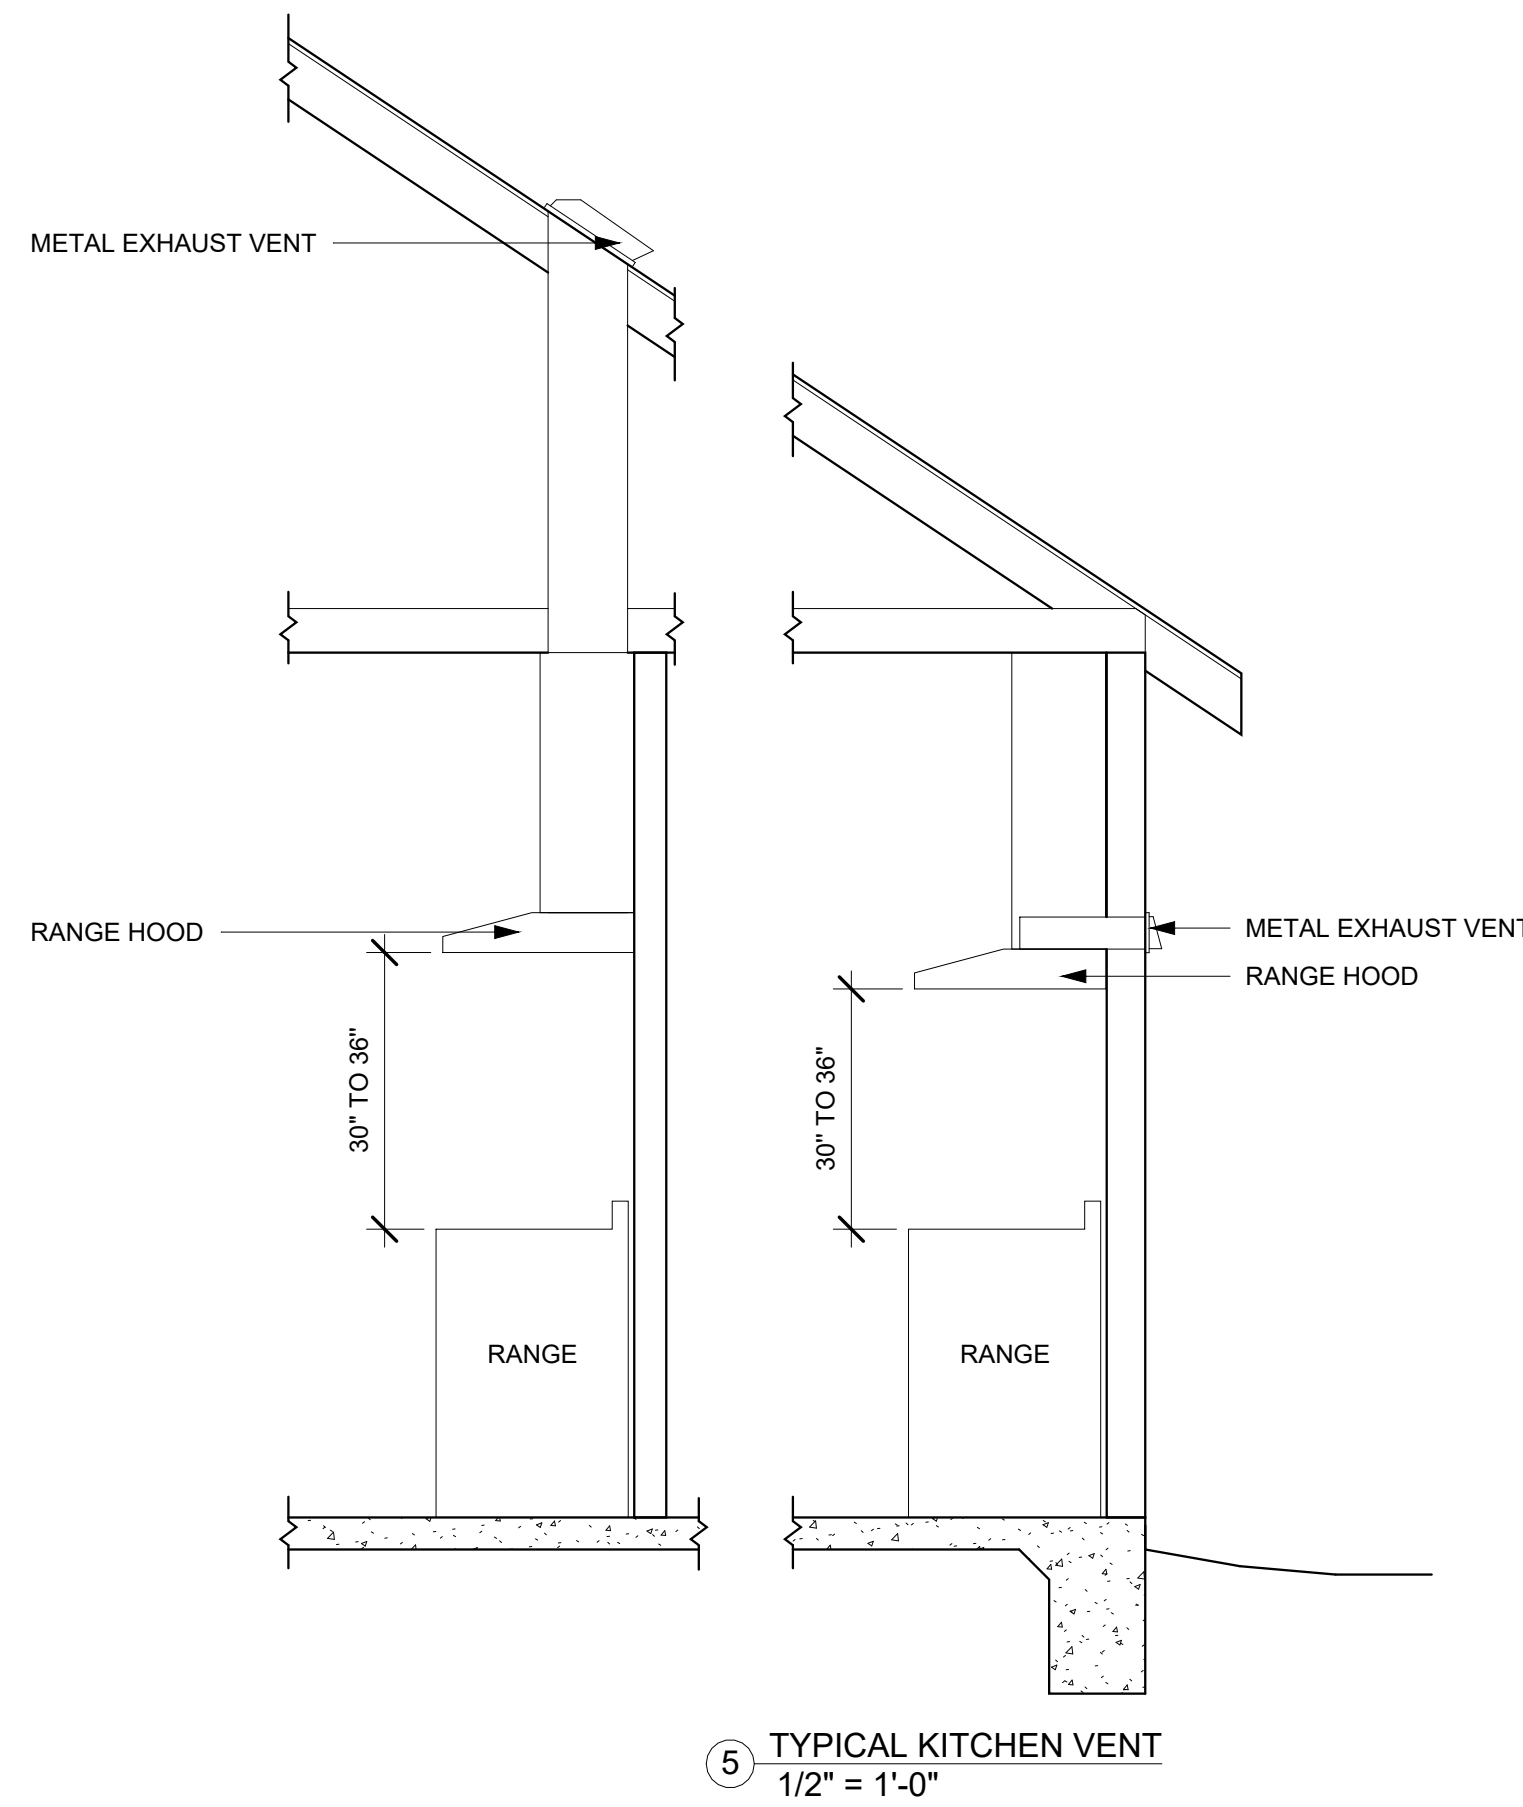 METAL EXHAUST VENT
RANGE HOOD
METAL EXHAUST VENT
RANGE HOOD
30" TO 36"
30" TO 36"
RANGE
RANGE
5
TYPICAL KITCHEN VENT
1/2" = 1'-0"